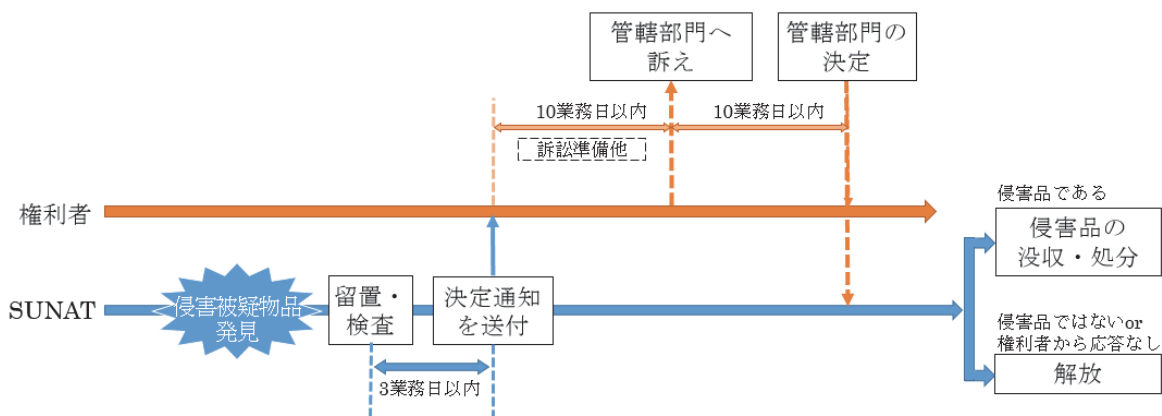 管轄部門へ
訴え
管轄部門の
決定
10業務日以内
10業務日以内
訴訟準備他
権利者
侵害品である
侵害品の
没収・処分
SUNAT
侵害被疑物品
発見
留置・
検査
決定通知
を送付
3業務日以内
侵害品ではないor
権利者から応答なし
解放